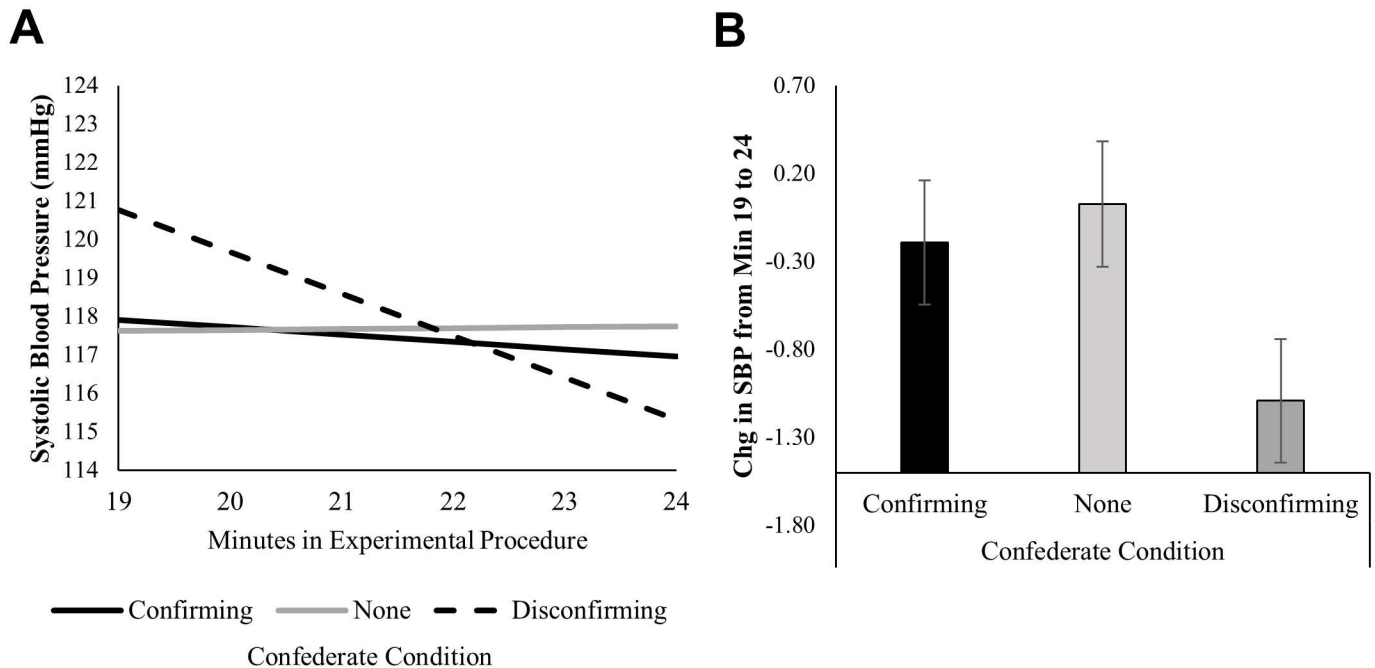 A
Systolic Blood Pressure (mmHg)
124
123
122
121
120
119
118
117
116
115
114
19 20 21 22 23 24
Minutes in Experimental Procedure
Confirming None Disconfirming
Confederate Condition
B
Chg in SBP from Min 19 to 24
0.70
0.20
-0.30
-0.80
-1.30
-1.80
Confirming None Disconfirming
Confederate Condition